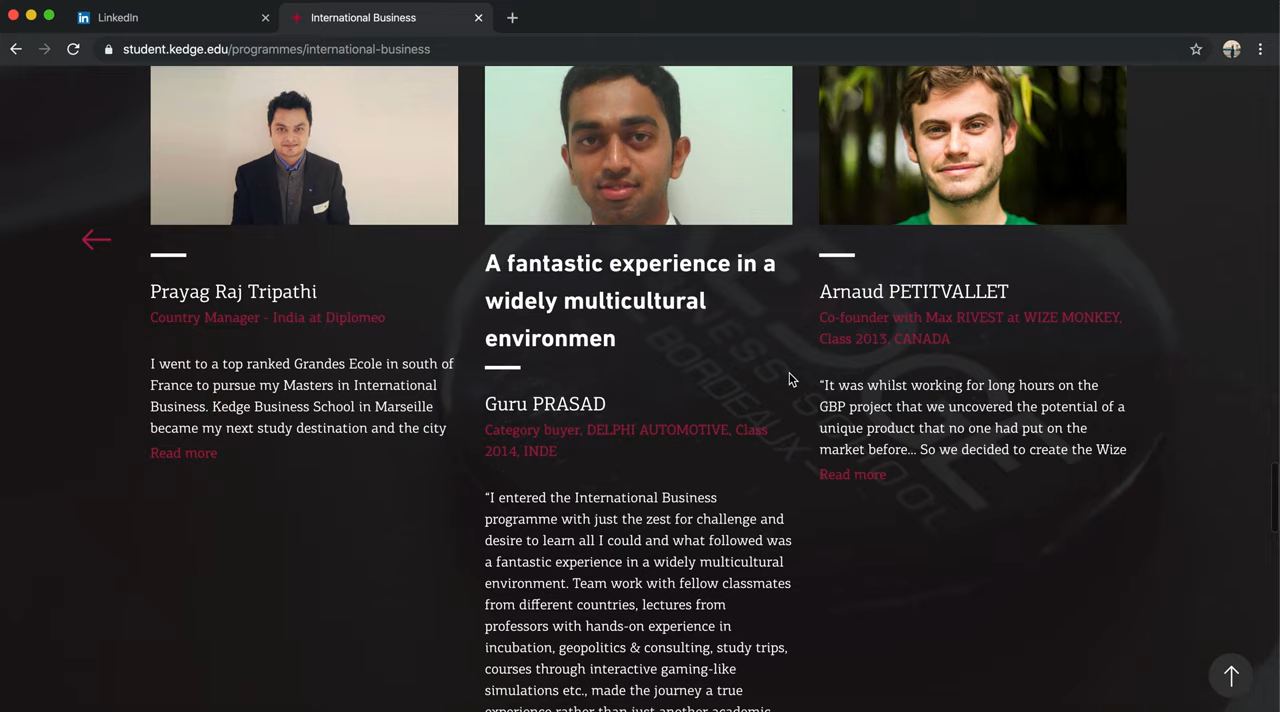 LinkedIn
International Business
student.kedge.edu/programmes/international-business
Prayag Raj Tripathi
Country Manager - India at Diplomeo
I went to a top ranked Grandes Ecole in south of
France to pursue my Masters in International
Business. Kedge Business School in Marseille
became my next study destination and the city
Read more
A fantastic experience in a
widely multicultural
environmen
Guru PRASAD
Category buyer, DELPHI AUTOMOTIVE, Class
2014, INDE
“I entered the International Business
programme with just the zest for challenge and
desire to learn all I could and what followed was
a fantastic experience in a widely multicultural
environment. Team work with fellow classmates
from different countries, lectures from
professors with hands-on experience in
incubation, geopolitics & consulting, study trips,
courses through interactive gaming-like
simulations etc., made the journey a true
experience rather than just another academic
Arnaud PETITVALLET
Co-founder with Max RIVEST at WIZE MONKEY,
Class 2013, CANADA
“It was whilst working for long hours on the
GBP project that we uncovered the potential of a
unique product that no one had put on the
market before... So we decided to create the Wize
Read more
BORDEAUX